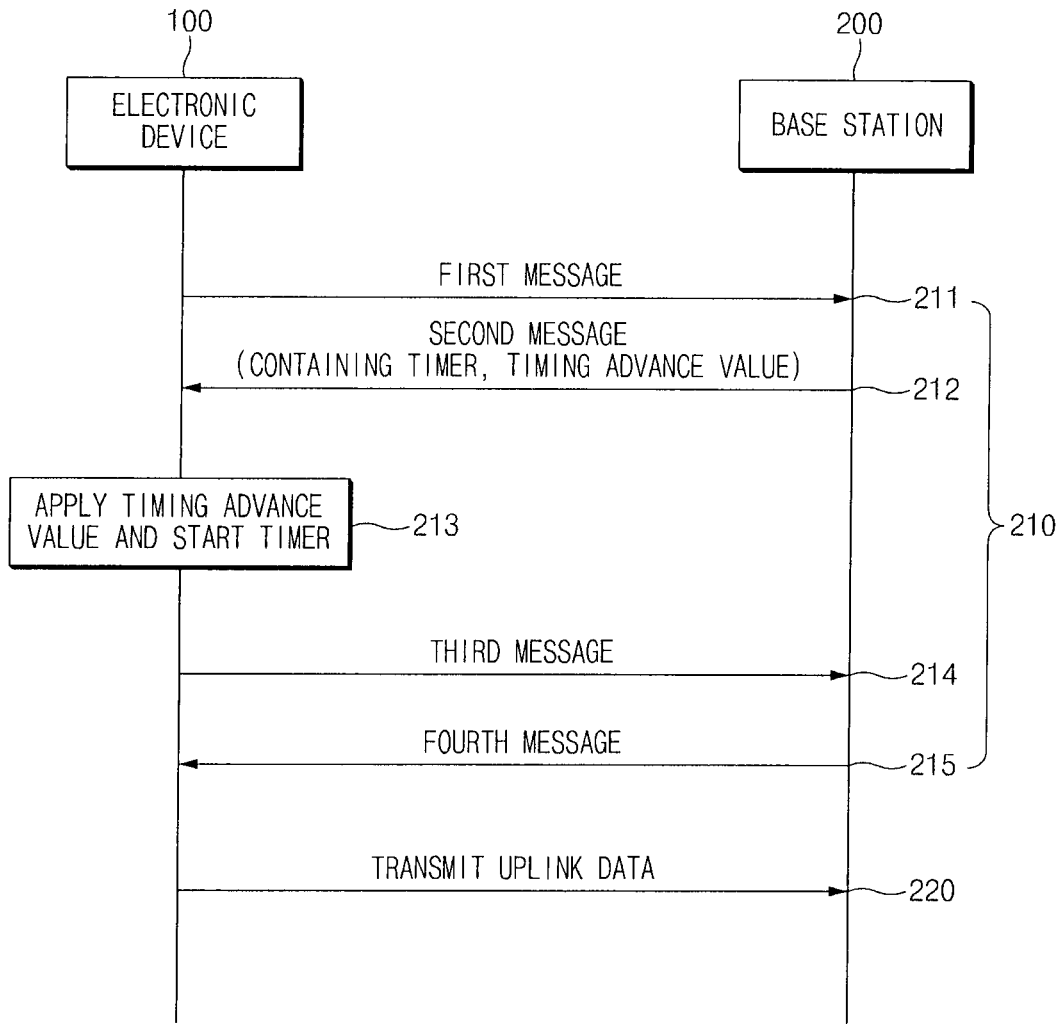 100
200
ELECTRONIC
DEVICE
BASE STATION
FIRST MESSAGE
211
SECOND MESSAGE
(CONTAINING TIMER, TIMING ADVANCE VALUE)
212
APPLY TIMING ADVANCE
VALUE AND START TIMER
213
210
THIRD MESSAGE
214
FOURTH MESSAGE
215
TRANSMIT UPLINK DATA
220